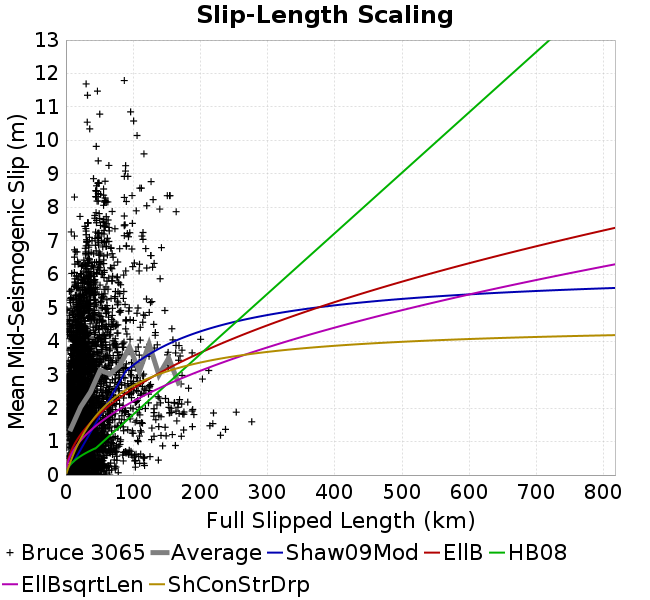 Slip-Length Scaling
Mean Mid-Seismogenic Slip (m)
13
12
11
10
9
8
7
6
5
4
3
2
1
0
0 100 200 300 400 500 600 700 800
Full Slipped Length (km)
Bruce 3065 Average Shaw09Mod EllB HB08
EllBsqrtLen ShConStrDrp